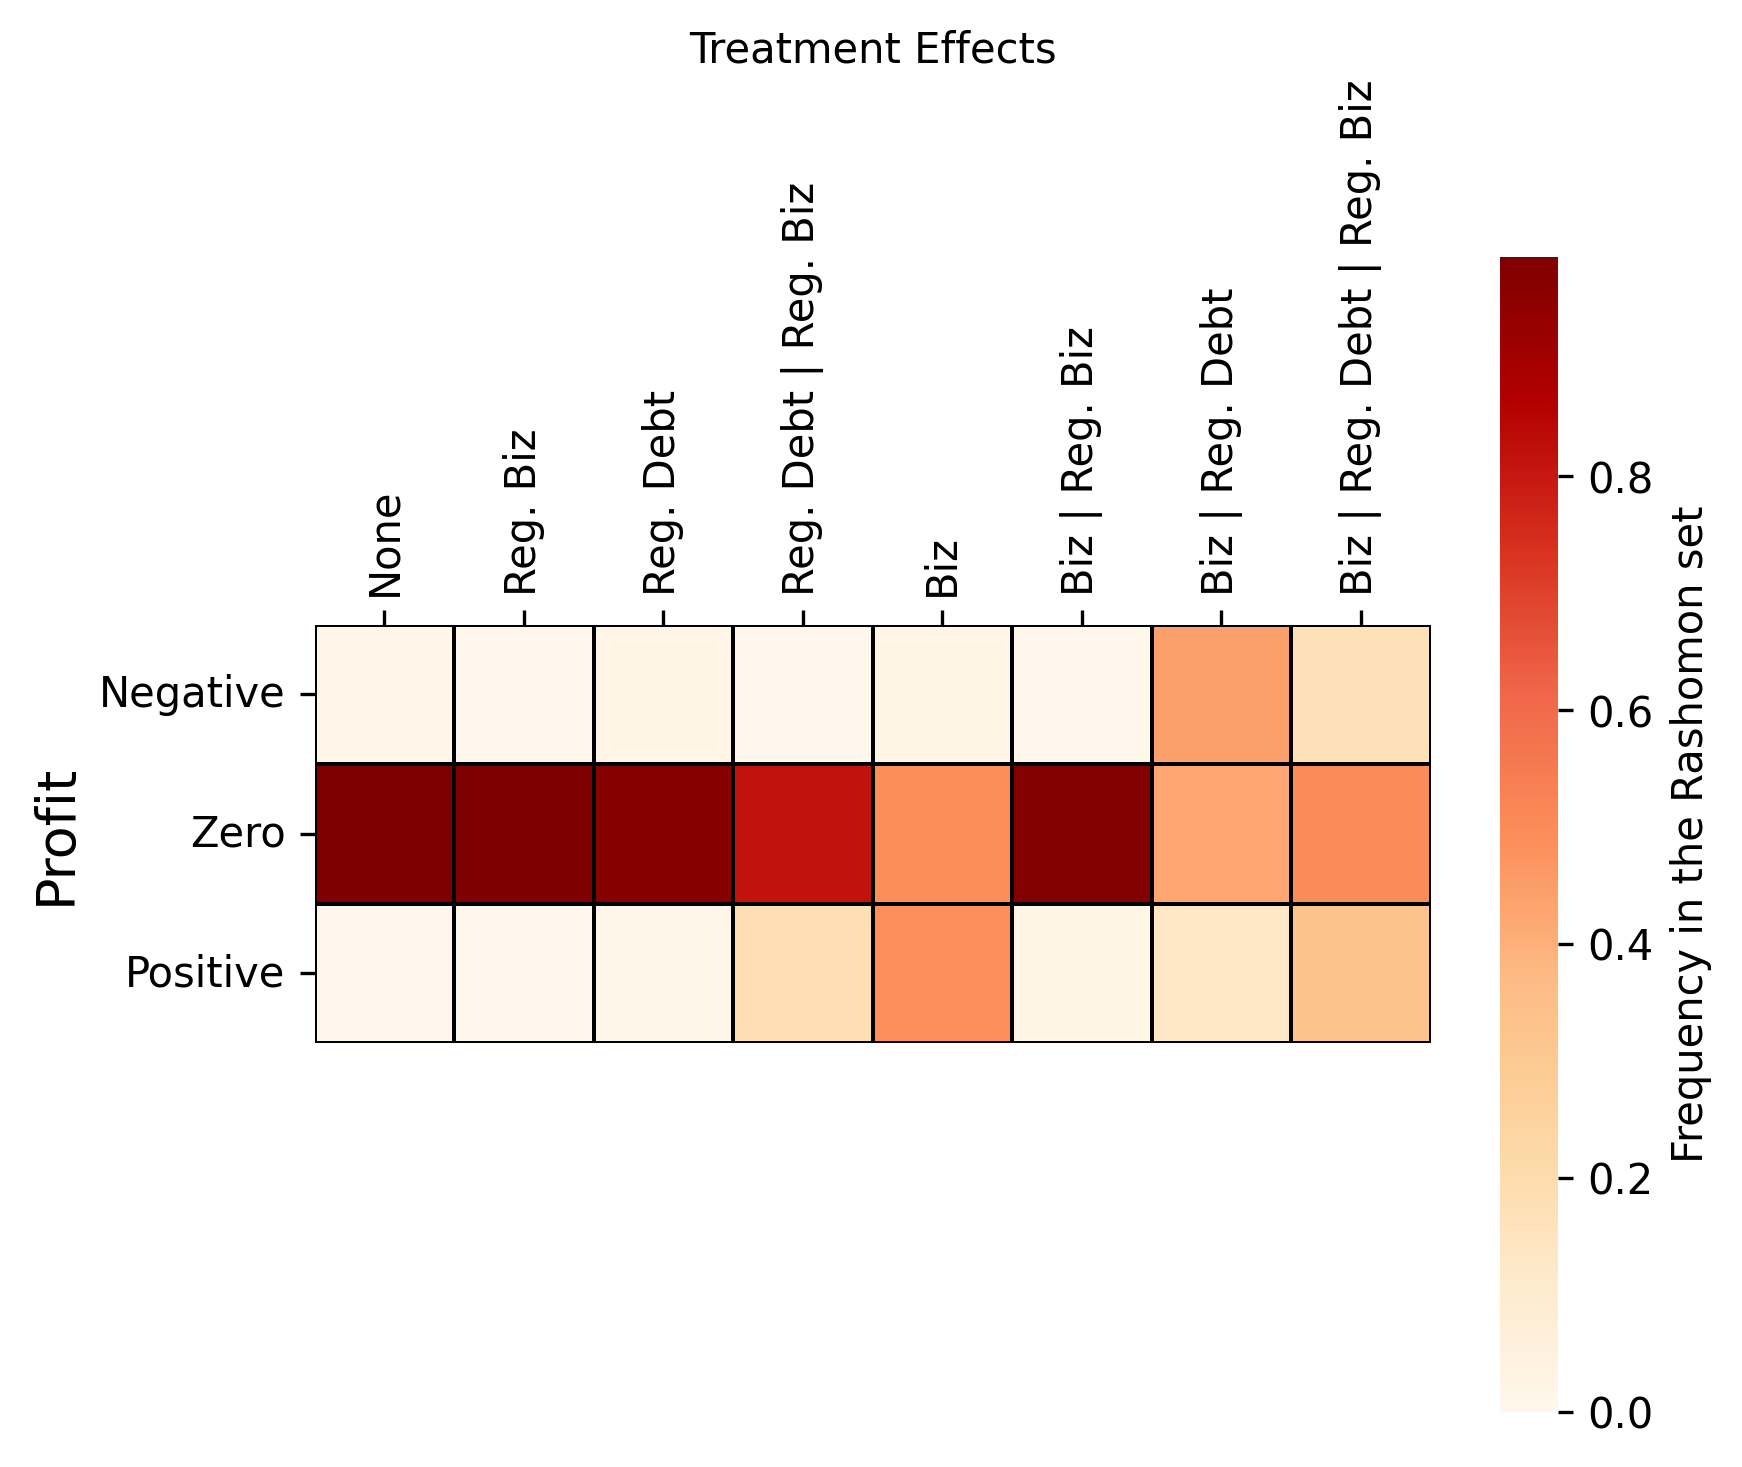 Treatment Effects
None
Reg. Biz
Reg. Debt
Reg. Debt | Reg. Biz
Biz
Biz | Reg. Biz
Biz | Reg. Debt
Biz | Reg. Debt | Reg. Biz
Profit
Negative
Zero
Positive
0.8
0.6
0.4
0.2
0.0
Frequency in the Rashomon set